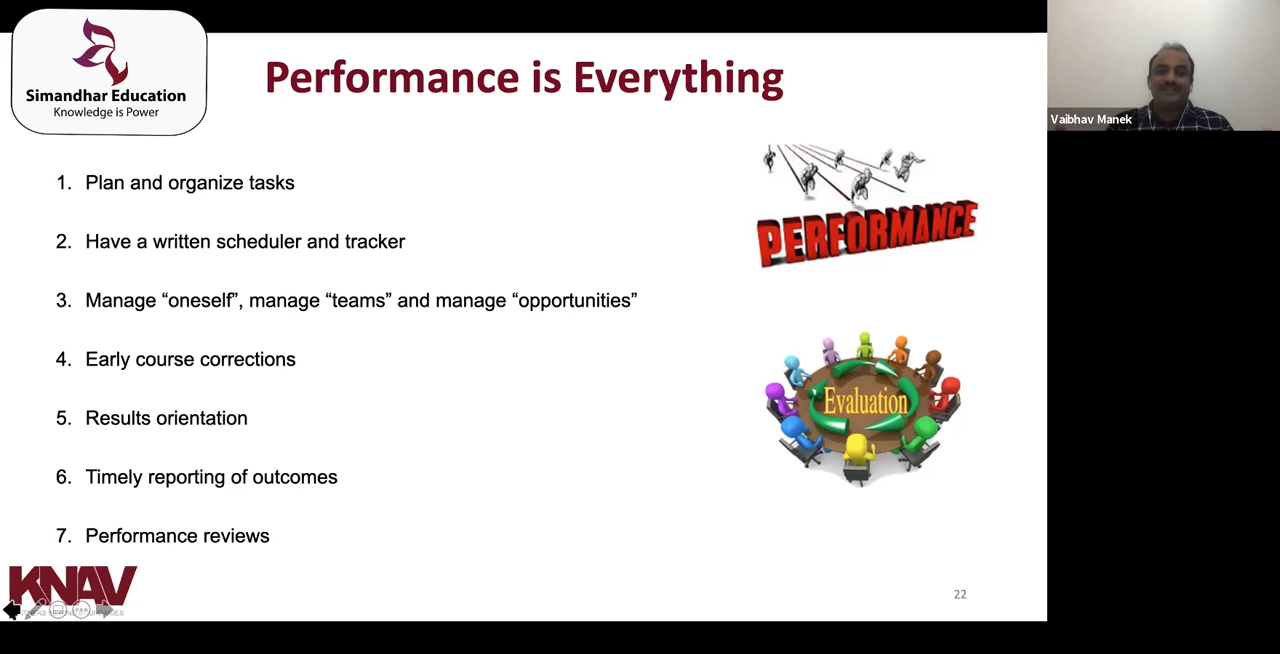 Simandhar Education
Knowledge is Power
Performance is Everything
Vaibhav Manek
1. Plan and organize tasks
2. Have a written scheduler and tracker
3. Manage “oneself”, manage “teams” and manage “opportunities”
4. Early course corrections
5. Results orientation
6. Timely reporting of outcomes
7. Performance reviews
PERFORMANCE
Evaluation
KNAV
22